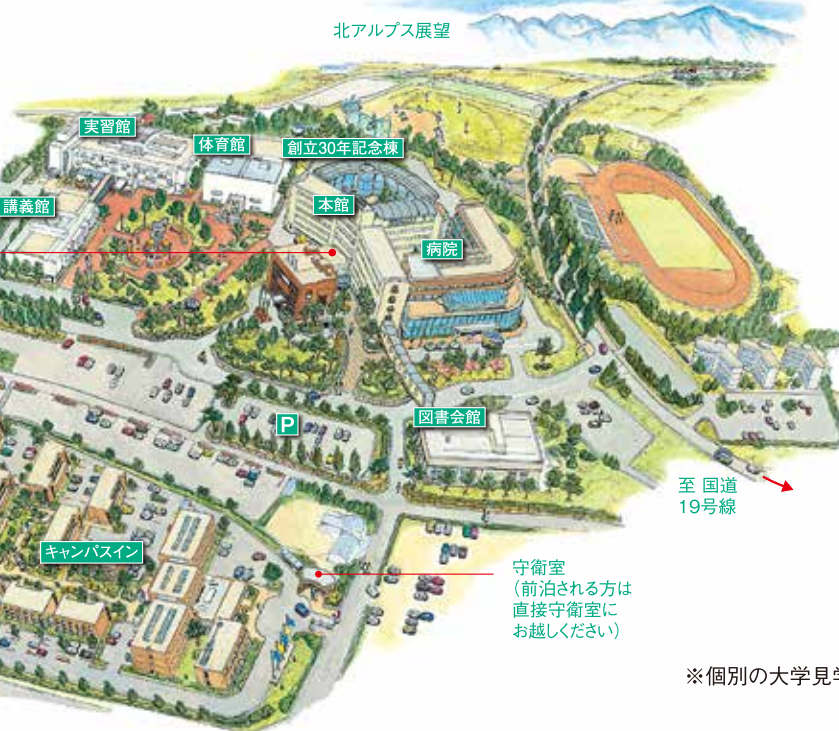 北アルプス展望
実習館
体育館
創立30年記念棟
講義館
本館
病院
P
図書会館
至 国道
19号線
キャンパスイン
守衛室
（前泊される方は
直接守衛室に
お越しください）
※個別の大学見学